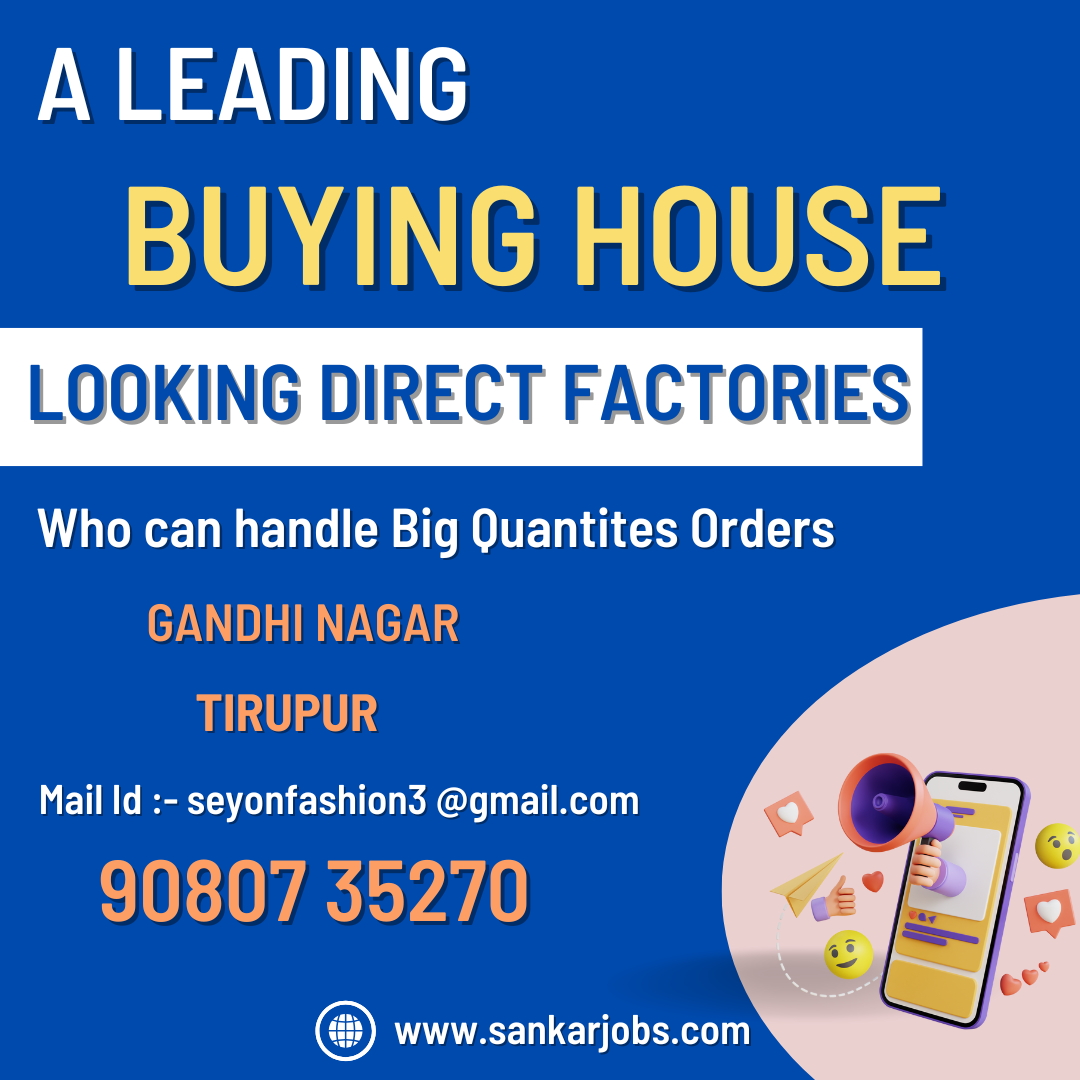 A LEADING
BUYING HOUSE
LOOKING DIRECT FACTORIES
Who can handle Big Quantites Orders
GANDHI NAGAR
TIRUPUR
Mail Id :- seyonfashion3 @gmail.com
90807 35270
www.sankarjobs.com